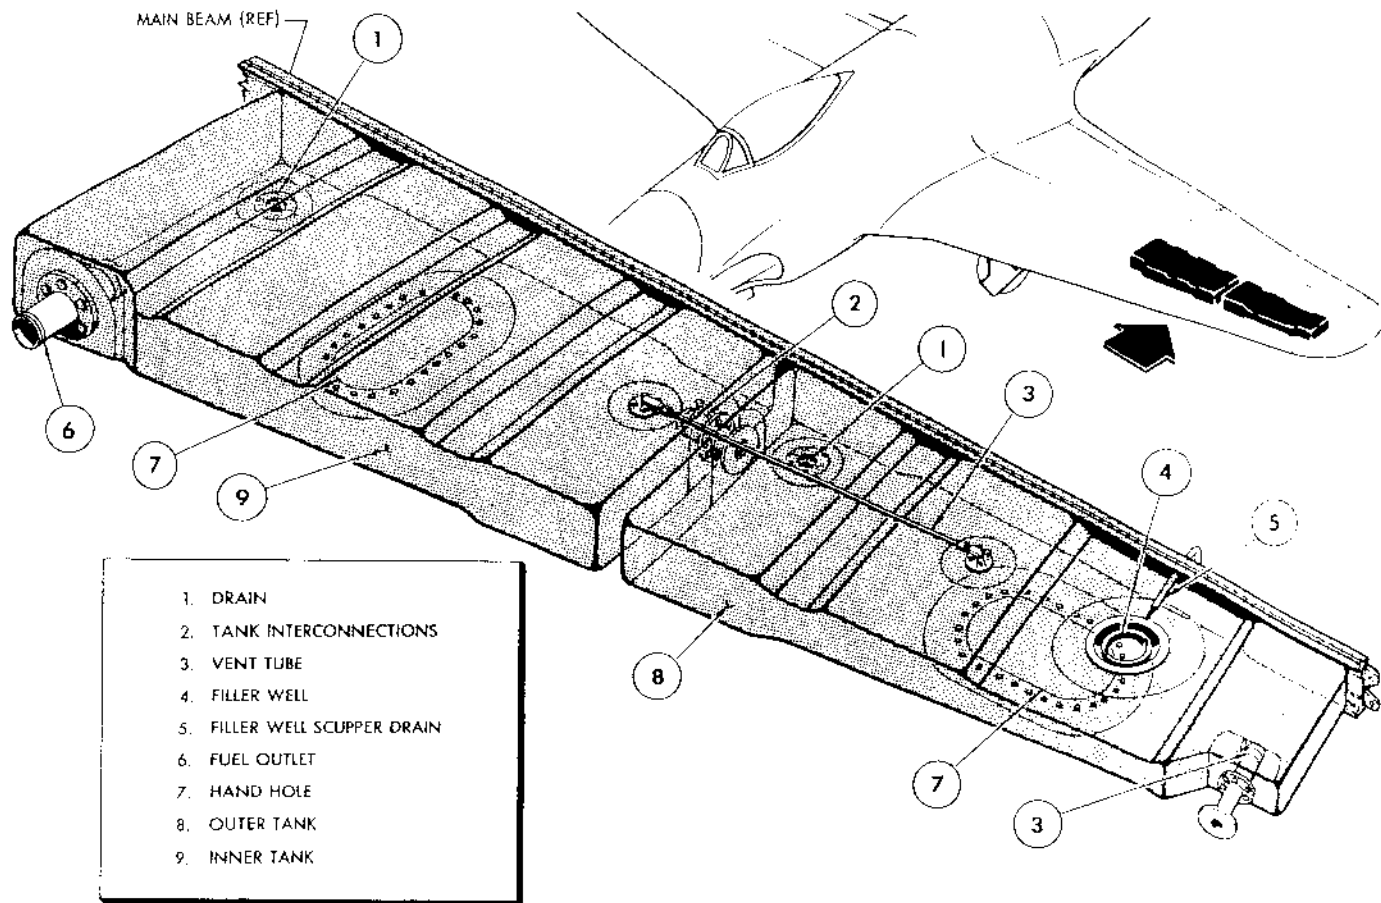 MAIN BEAM (REF)
1
2
1
3
6
7
9
4
5
8
7
3
1. DRAIN
2. TANK INTERCONNECTIONS
3. VENT TUBE
4. FILLER WELL
5. FILLER WELL SCUPPER DRAIN
6. FUEL OUTLET
7. HAND HOLE
8. OUTER TANK
9. INNER TANK